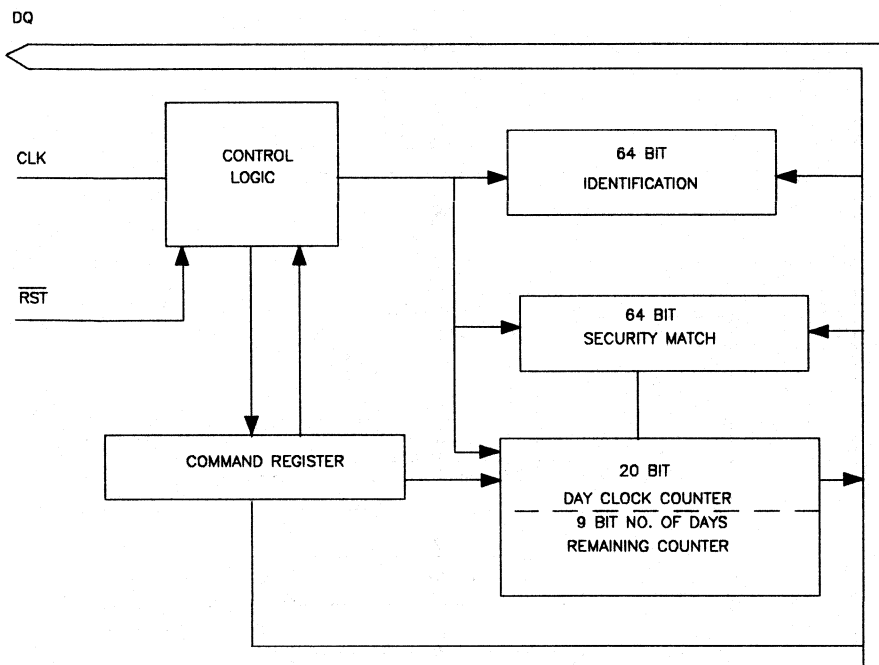 DQ
CLK
CONTROL
LOGIC
64 BIT
IDENTIFICATION
RST
64 BIT
SECURITY MATCH
COMMAND REGISTER
20 BIT
DAY CLOCK COUNTER
9 BIT NO. OF DAYS
REMAINING COUNTER